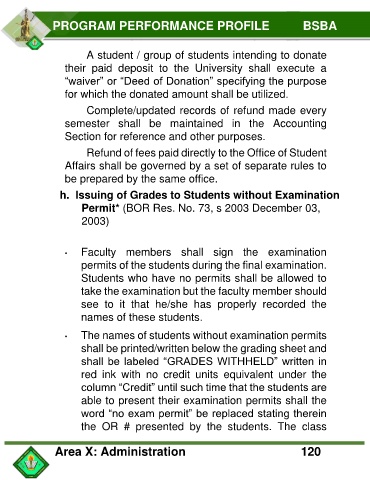 PROGRAM PERFORMANCE PROFILE BSBA
A student / group of students intending to donate
their paid deposit to the University shall execute a
“waiver” or “Deed of Donation” specifying the purpose
for which the donated amount shall be utilized.
Complete/updated records of refund made every
semester shall be maintained in the Accounting
Section for reference and other purposes.
Refund of fees paid directly to the Office of Student
Affairs shall be governed by a set of separate rules to
be prepared by the same office.
h. Issuing of Grades to Students without Examination
Permit* (BOR Res. No. 73, s 2003 December 03,
2003)
• Faculty members shall sign the examination
permits of the students during the final examination.
Students who have no permits shall be allowed to
take the examination but the faculty member should
see to it that he/she has properly recorded the
names of these students.
• The names of students without examination permits
shall be printed/written below the grading sheet and
shall be labeled “GRADES WITHHELD” written in
red ink with no credit units equivalent under the
column “Credit” until such time that the students are
able to present their examination permits shall the
word “no exam permit” be replaced stating therein
the OR # presented by the students. The class
Area X: Administration 120